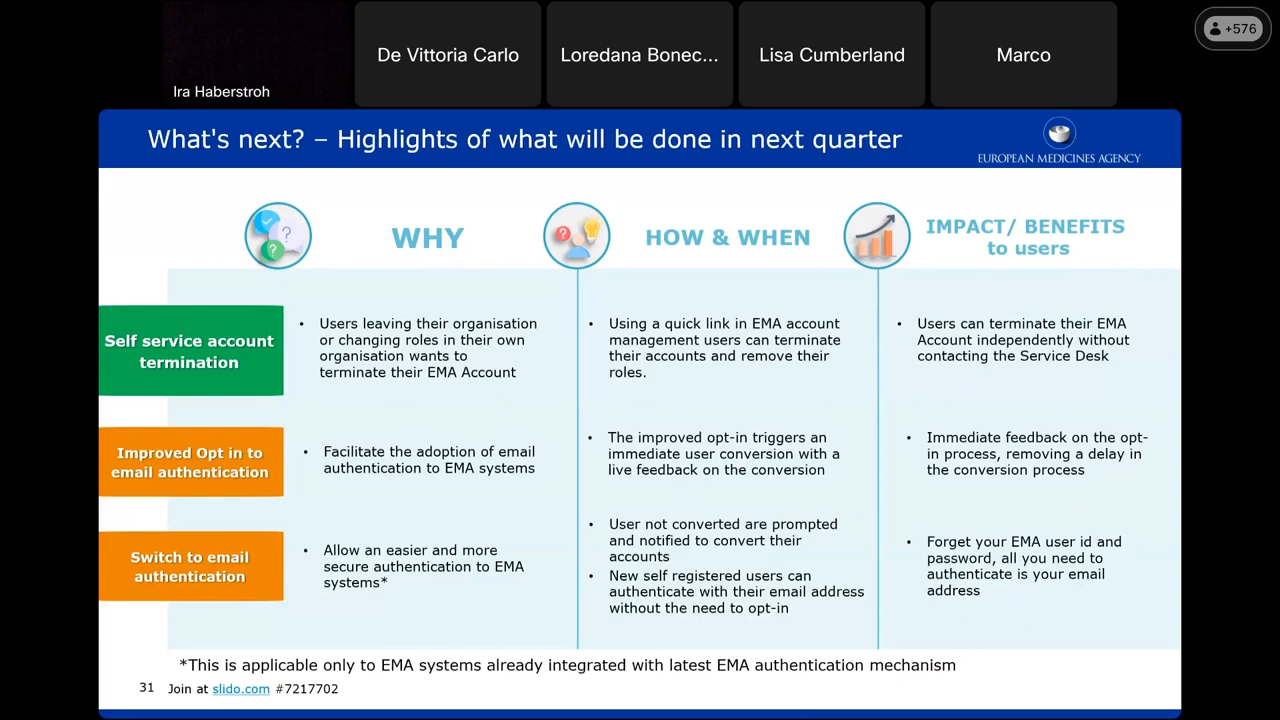 +576
De Vittoria Carlo
Loredana Bonec...
Lisa Cumberland
Marco
Ira Haberstroh
What's next? – Highlights of what will be done in next quarter
EUROPEAN MEDICINES AGENCY
WHY
HOW & WHEN
IMPACT/ BENEFITS
to users
Self service account
termination
• Users leaving their organisation
or changing roles in their own
organisation wants to
terminate their EMA Account
• Using a quick link in EMA account
management users can terminate
their accounts and remove their
roles.
• Users can terminate their EMA
Account independently without
contacting the Service Desk
Improved Opt in to
email authentication
• Facilitate the adoption of email
authentication to EMA systems
• The improved opt-in triggers an
immediate user conversion with a
live feedback on the conversion
• Immediate feedback on the opt-
in process, removing a delay in
the conversion process
Switch to email
authentication
• Allow an easier and more
secure authentication to EMA
systems*
• User not converted are prompted
and notified to convert their
accounts
• New self registered users can
authenticate with their email address
without the need to opt-in
• Forget your EMA user id and
password, all you need to
authenticate is your email
address
*This is applicable only to EMA systems already integrated with latest EMA authentication mechanism
31 Join at slido.com #7217702